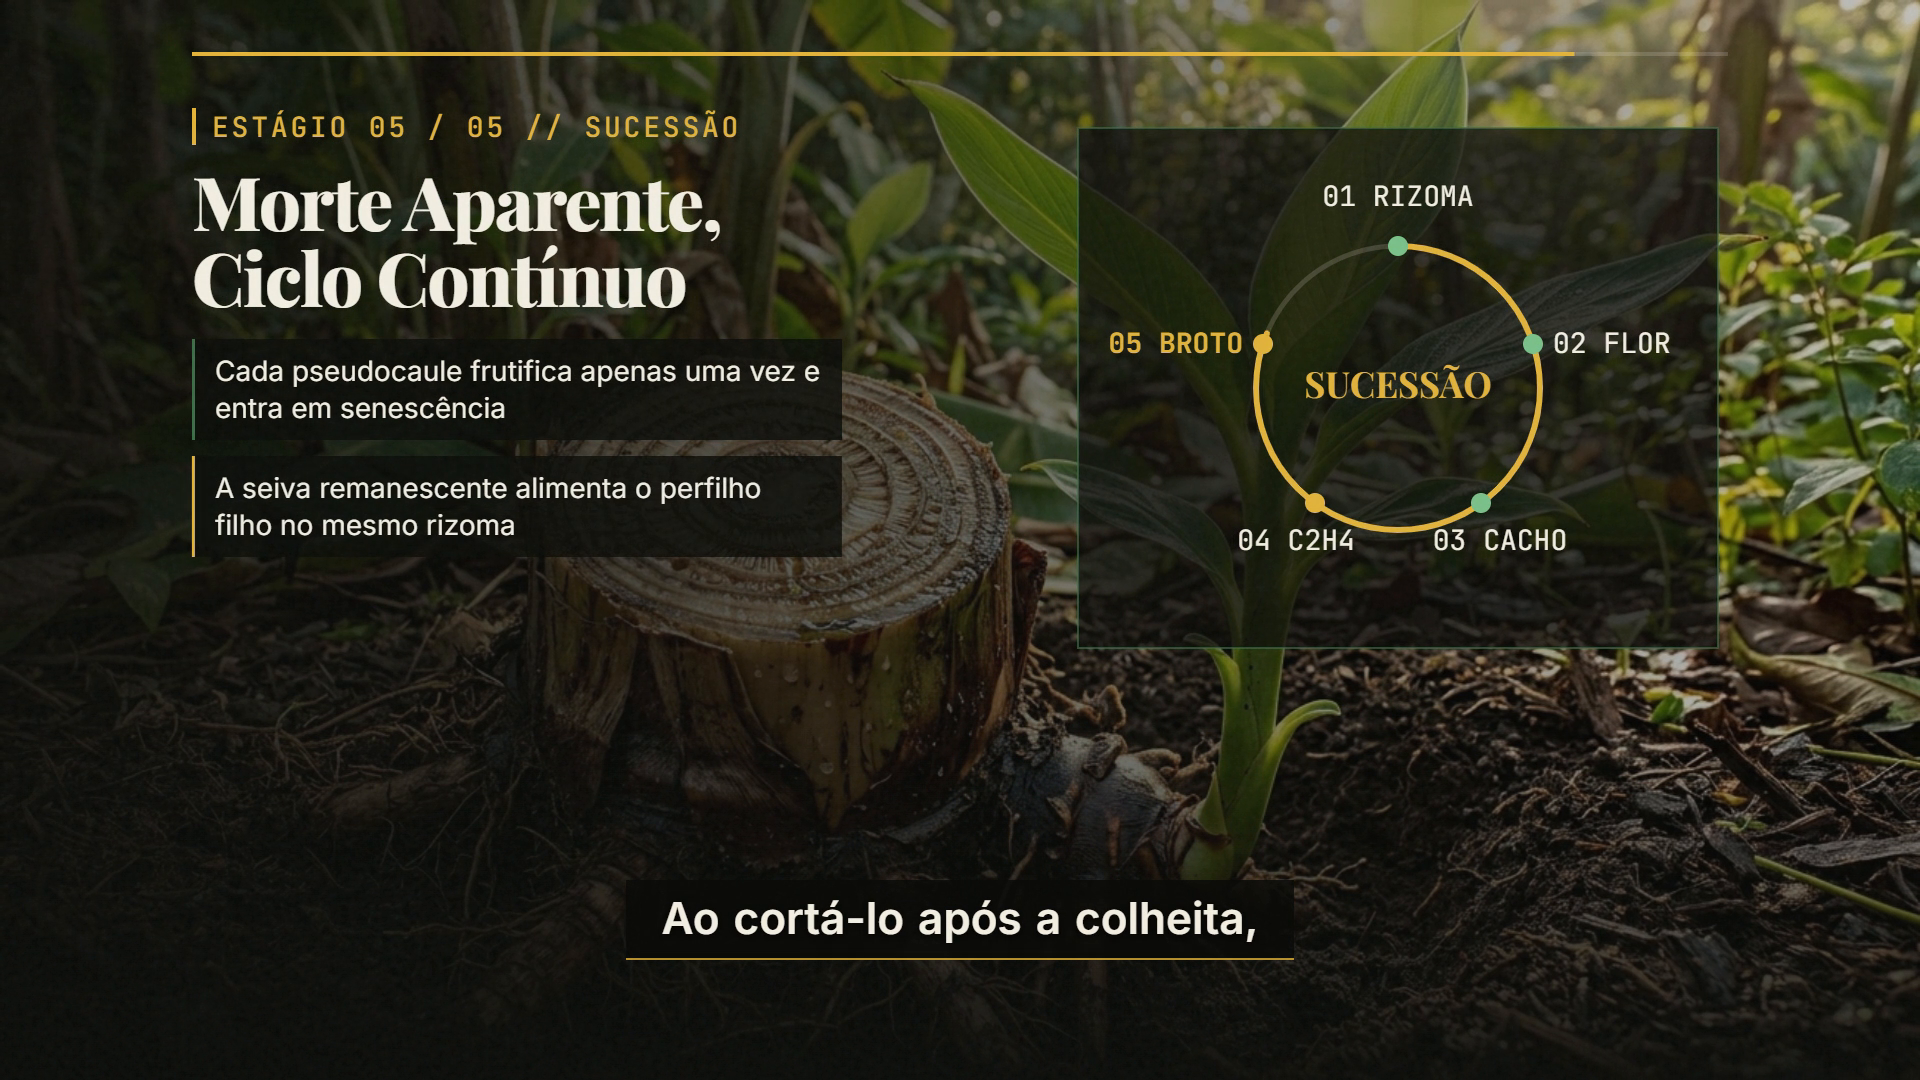 ESTÁGIO 05 / 05 // SUCESSÃO
Morte Aparente,
Ciclo Contínuo
Cada pseudocaule frutifica apenas uma vez e
entra em senescência
A seiva remanescente alimenta o perfilho
filho no mesmo rizoma
01 RIZOMA
05 BROTO
02 FLOR
SUCESSÃO
04 C2H4
03 CACHO
Ao cortá-lo após a colheita,